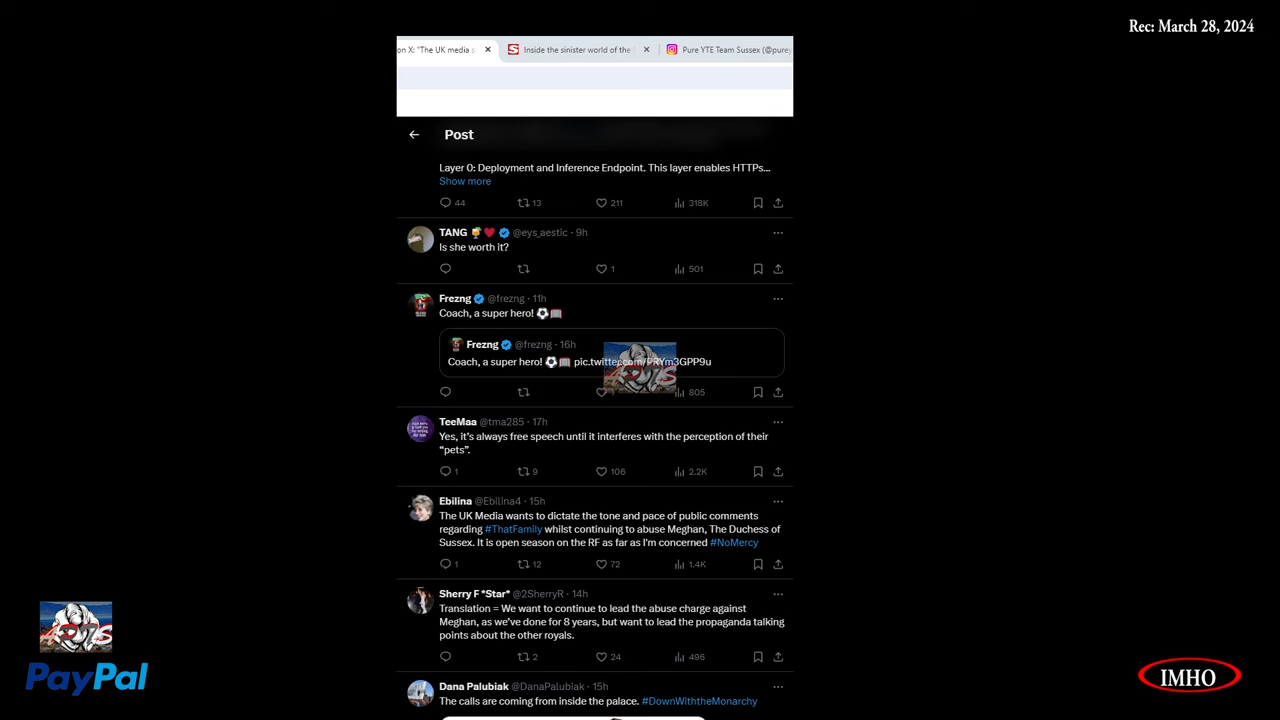 Rec: March 28, 2024
on X: "The UK media s
Inside the sinister world of the
Pure YTE Team Sussex (@purey
Post
Layer 0: Deployment and Inference Endpoint. This layer enables HTTPs...
Show more
44 13 211 318K
TANG @eys_aestic · 9h
Is she worth it?
1 501
Frezng @frezng · 11h
Coach, a super hero!
Frezng @frezng · 16h
Coach, a super hero! pic.twitter.com/PRYm3GPP9u
805
TeeMaa @tma285 · 17h
Yes, it's always free speech until it interferes with the perception of their
"pets".
1 9 106 2.2K
Ebilina @Ebilina4 · 15h
The UK Media wants to dictate the tone and pace of public comments
regarding #ThatFamily whilst continuing to abuse Meghan, The Duchess of
Sussex. It is open season on the RF as far as I'm concerned #NoMercy
1 12 72 1.4K
Sherry F *Star* @2SherryR · 14h
Translation = We want to continue to lead the abuse charge against
Meghan, as we've done for 8 years, but want to lead the propaganda talking
points about the other royals.
2 24 496
Dana Palubiak @DanaPalubiak · 15h
The calls are coming from inside the palace. #DownWiththeMonarchy
PayPal
IMHO